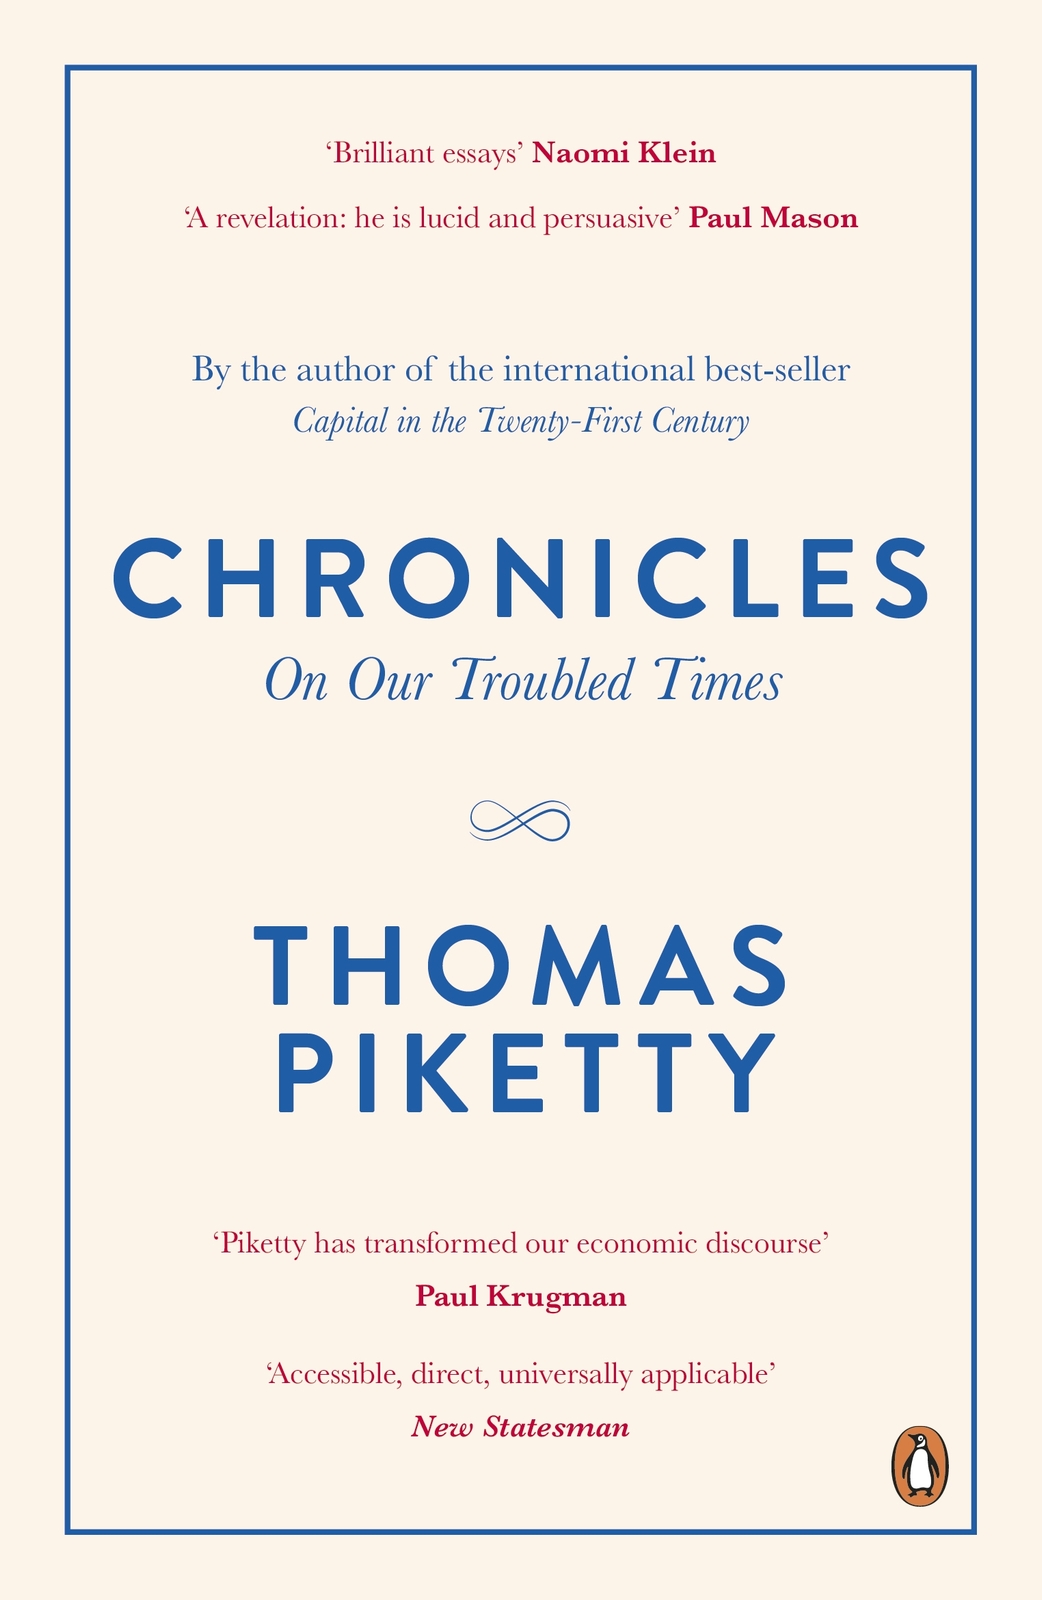 ‘Brilliant essays’ Naomi Klein
‘A revelation: he is lucid and persuasive’ Paul Mason
By the author of the international best-seller
Capital in the Twenty-First Century
CHRONICLES
On Our Troubled Times
THOMAS
PIKETTY
‘Piketty has transformed our economic discourse’
Paul Krugman
‘Accessible, direct, universally applicable’
New Statesman